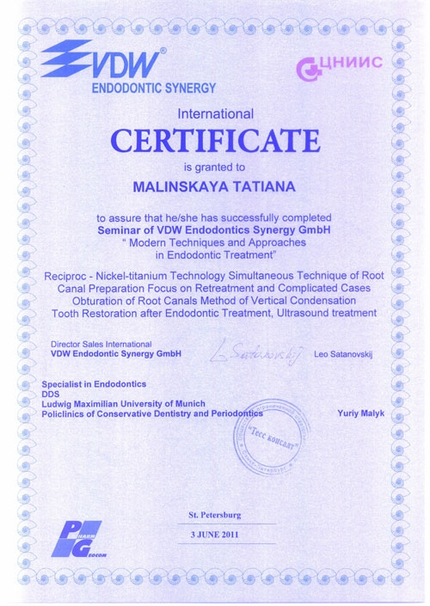 VDW®
ENDODONTIC SYNERGY
ЦНИИС
International
CERTIFICATE
is granted to
MALINSKAYA TATIANA
to assure that he/she has successfully completed
Seminar of VDW Endodontics Synergy GmbH
“ Modern Techniques and Approaches
in Endodontic Treatment”
Reciproc - Nickel-titanium Technology Simultaneous Technique of Root
Canal Preparation Focus on Retreatment and Complicated Cases
Obturation of Root Canals Method of Vertical Condensation
Tooth Restoration after Endodontic Treatment, Ultrasound treatment
Director Sales International
VDW Endodontic Synergy GmbH
Leo Satanovskij
Specialist in Endodontics
DDS
Ludwig Maximilian University of Munich
Policlinics of Conservative Dentistry and Periodontics Yuriy Malyk
St. Petersburg
3 JUNE 2011